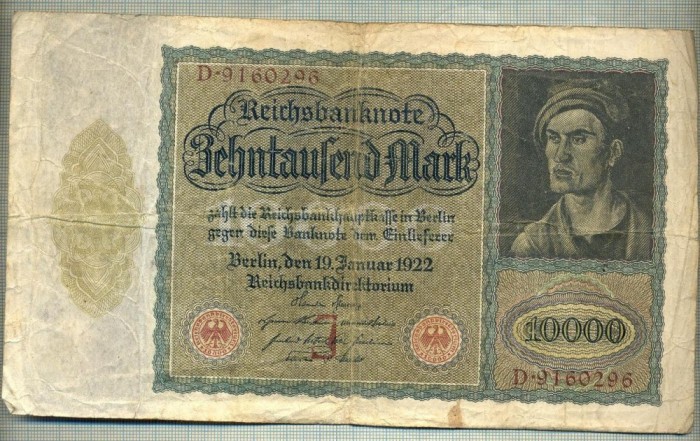 D·9160296
Reichsbanknote
Zehntausend Mark
zahlt die Reichsbankhauptkasse in Berlin
gegen diese Banknote dem Einlieferer
Berlin, den 19. Januar 1922
Reichsbankdirektorium
J
10000
D·9160296